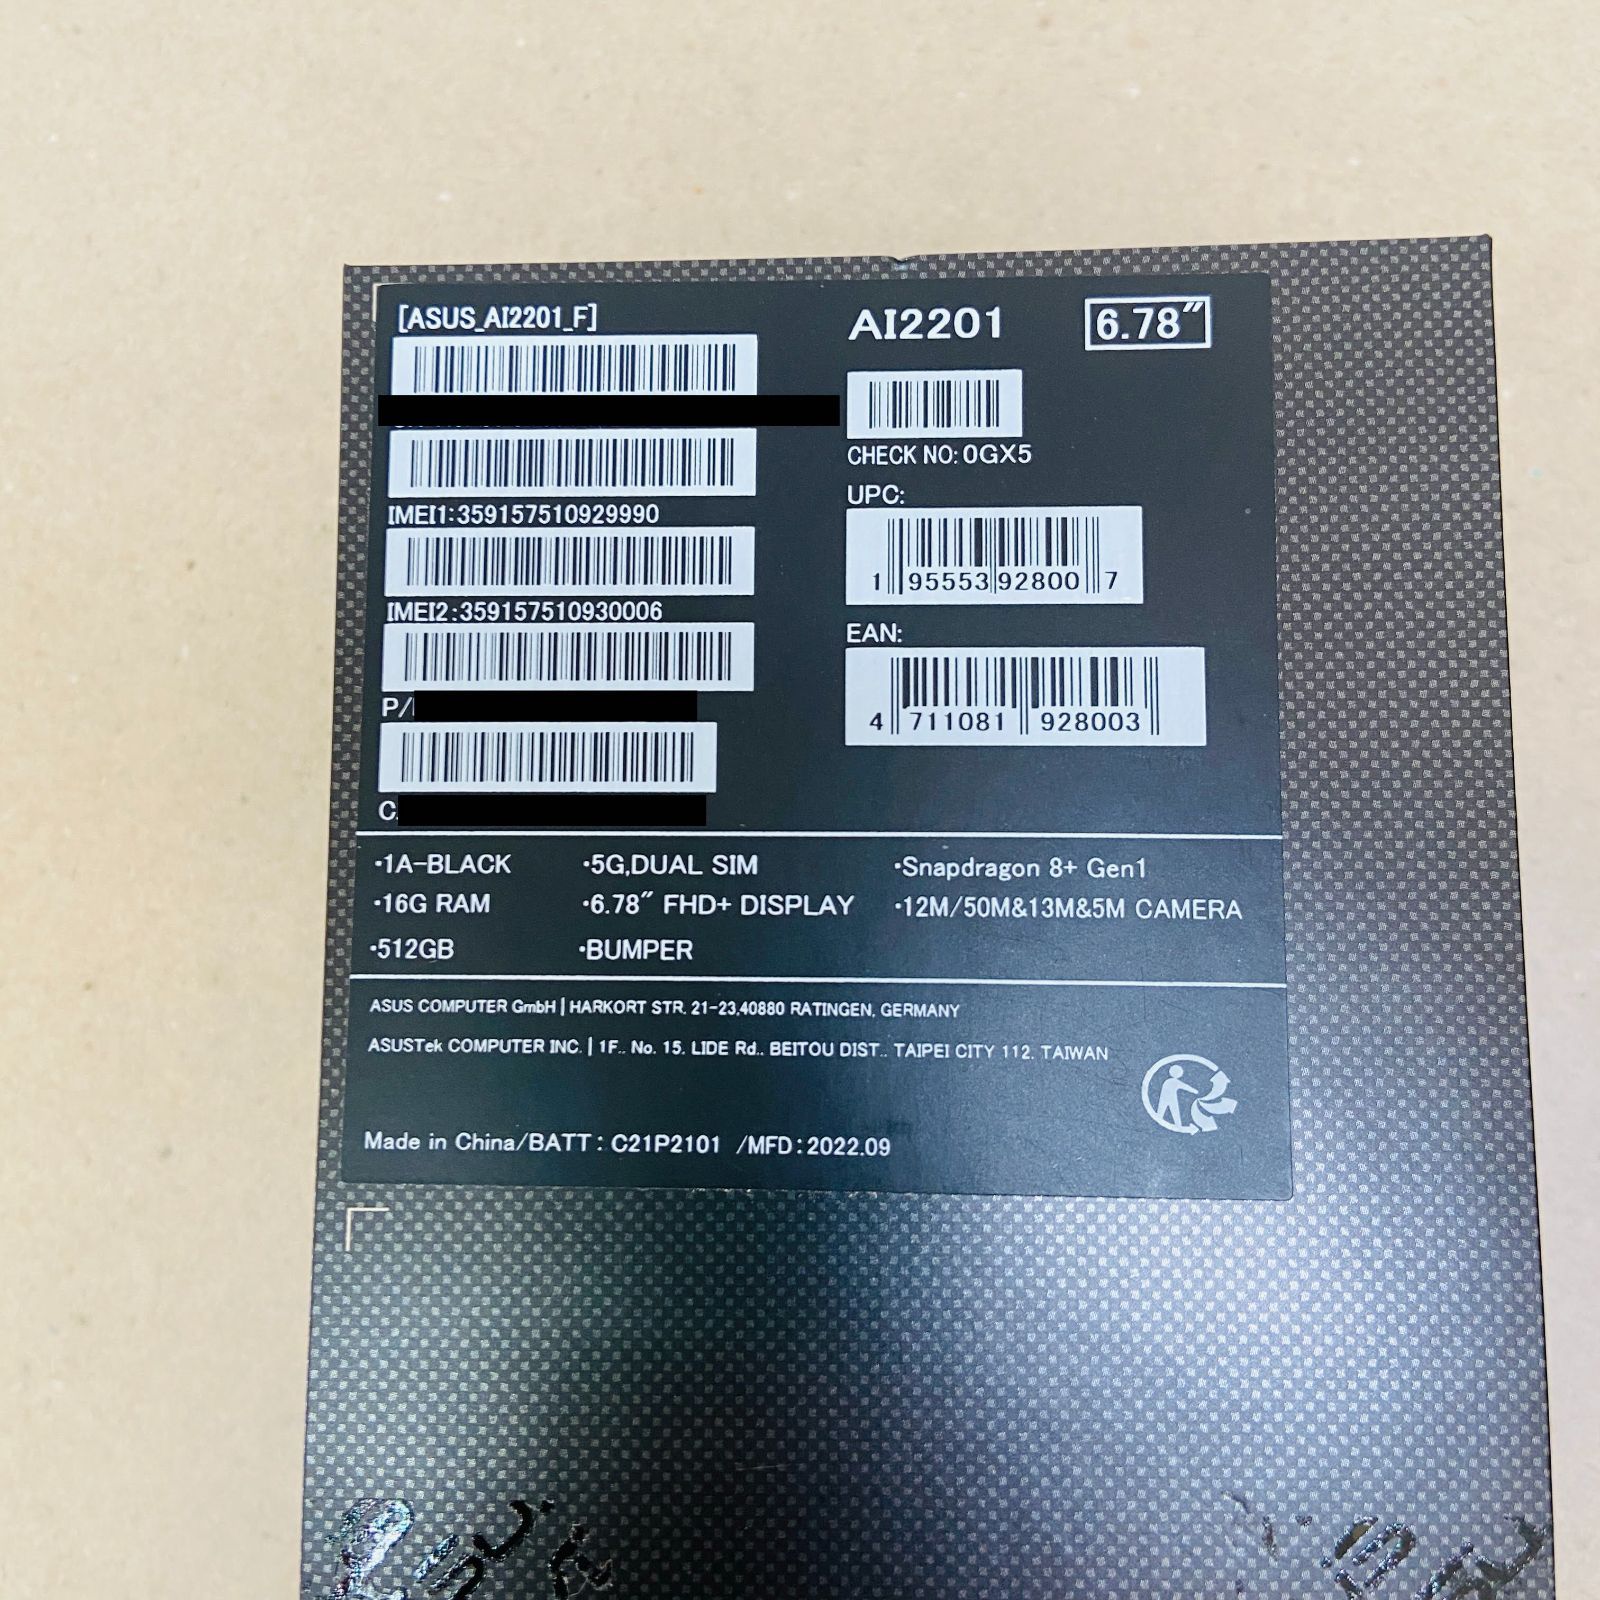 [ASUS_AI2201_F]
AI2201
6.78"
CHECK NO: 0GX5
IMEI1:359157510929990
UPC:
1 95553 92800 7
IMEI2:359157510930006
EAN:
4 711081 928003
P/
C
·1A-BLACK
·5G,DUAL SIM
·Snapdragon 8+ Gen1
·16G RAM
·6.78" FHD+ DISPLAY
·12M/50M&13M&5M CAMERA
·512GB
·BUMPER
ASUS COMPUTER GmbH | HARKORT STR. 21-23,40880 RATINGEN, GERMANY
ASUSTek COMPUTER INC. | 1F., No. 15, LIDE Rd., BEITOU DIST., TAIPEI CITY 112, TAIWAN
Made in China/BATT : C21P2101 /MFD : 2022.09